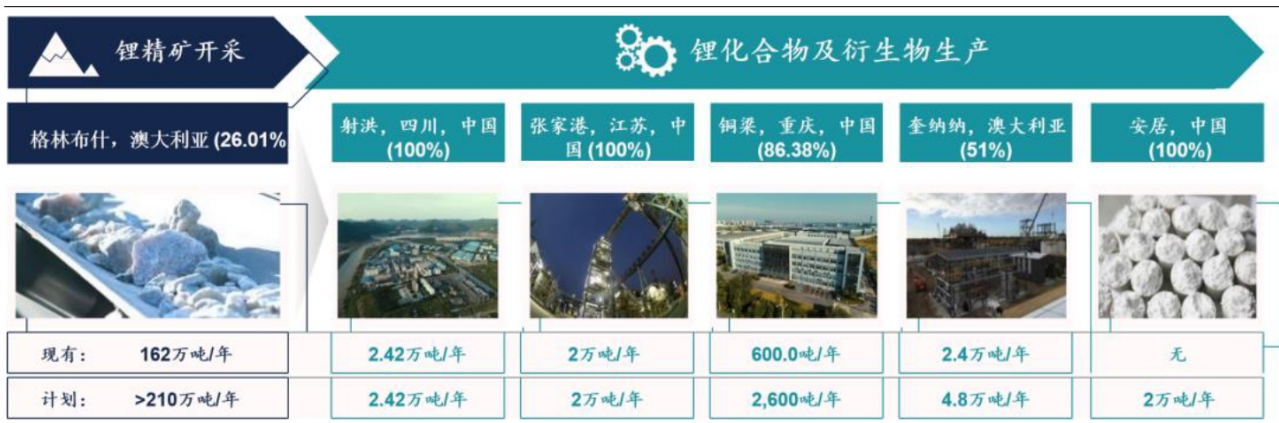 锂精矿开采
锂化合物及衍生物生产
格林布什，澳大利亚 (26.01%
射洪，四川，中国
(100%)
张家港，江苏，中
国 (100%)
铜梁，重庆，中国
(86.38%)
奎纳纳，澳大利亚
(51%)
安居，中国
(100%)
现有： 162万吨/年
2.42万吨/年
2万吨/年
600.0吨/年
2.4万吨/年
无
计划： >210万吨/年
2.42万吨/年
2万吨/年
2,600吨/年
4.8万吨/年
2万吨/年